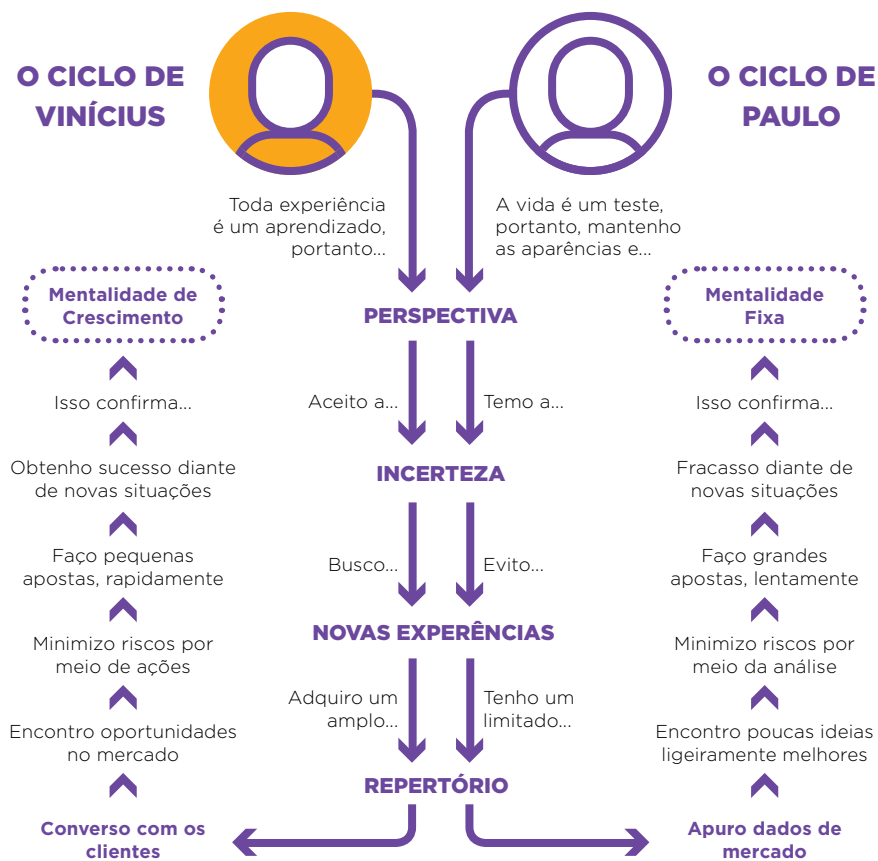 O CICLO DE
VINÍCIUS
O CICLO DE
PAULO
Toda experiência
é um aprendizado,
portanto...
A vida é um teste,
portanto, mantenho
as aparências e...
PERSPECTIVA
Aceito a...
Temo a...
INCERTEZA
Busco...
Evito...
NOVAS EXPERÊNCIAS
Adquiro um
amplo...
Tenho um
limitado...
REPERTÓRIO
Mentalidade de
Crescimento
Isso confirma...
Obtenho sucesso diante
de novas situações
Faço pequenas
apostas, rapidamente
Minimizo riscos por
meio de ações
Encontro oportunidades
no mercado
Converso com os
clientes
Mentalidade
Fixa
Isso confirma...
Fracasso diante de
novas situações
Faço grandes
apostas, lentamente
Minimizo riscos por
meio da análise
Encontro poucas ideias
ligeiramente melhores
Apuro dados de
mercado